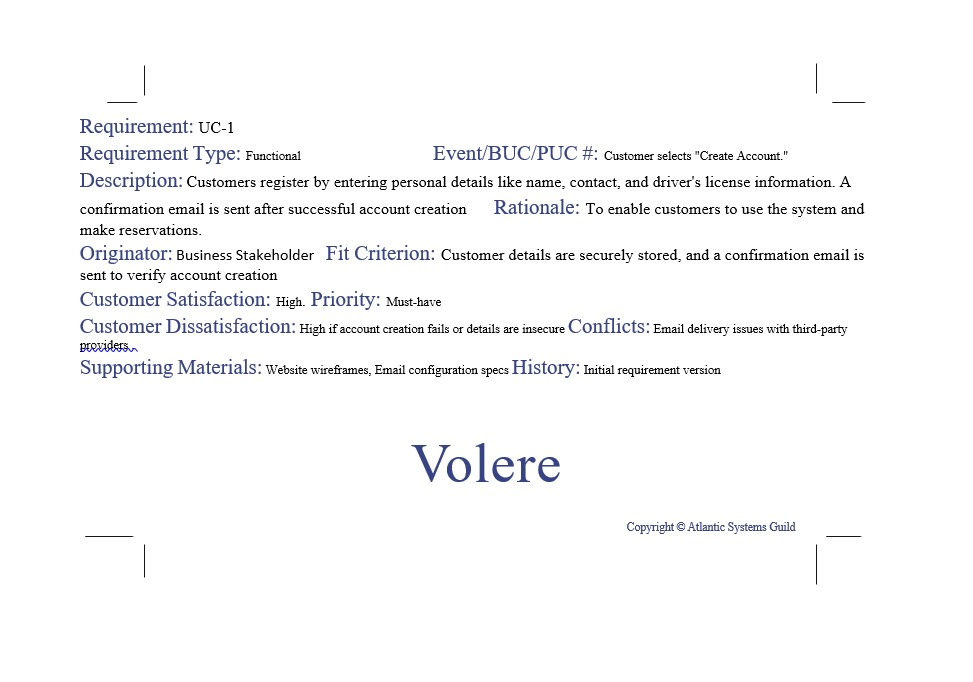 Requirement: UC-1
Requirement Type: Functional Event/BUC/PUC #: Customer selects "Create Account."
Description: Customers register by entering personal details like name, contact, and driver's license information. A
confirmation email is sent after successful account creation Rationale: To enable customers to use the system and
make reservations.
Originator: Business Stakeholder Fit Criterion: Customer details are securely stored, and a confirmation email is
sent to verify account creation
Customer Satisfaction: High. Priority: Must-have
Customer Dissatisfaction: High if account creation fails or details are insecure Conflicts: Email delivery issues with third-party
providers.
Supporting Materials: Website wireframes, Email configuration specs History: Initial requirement version
Volere
Copyright © Atlantic Systems Guild